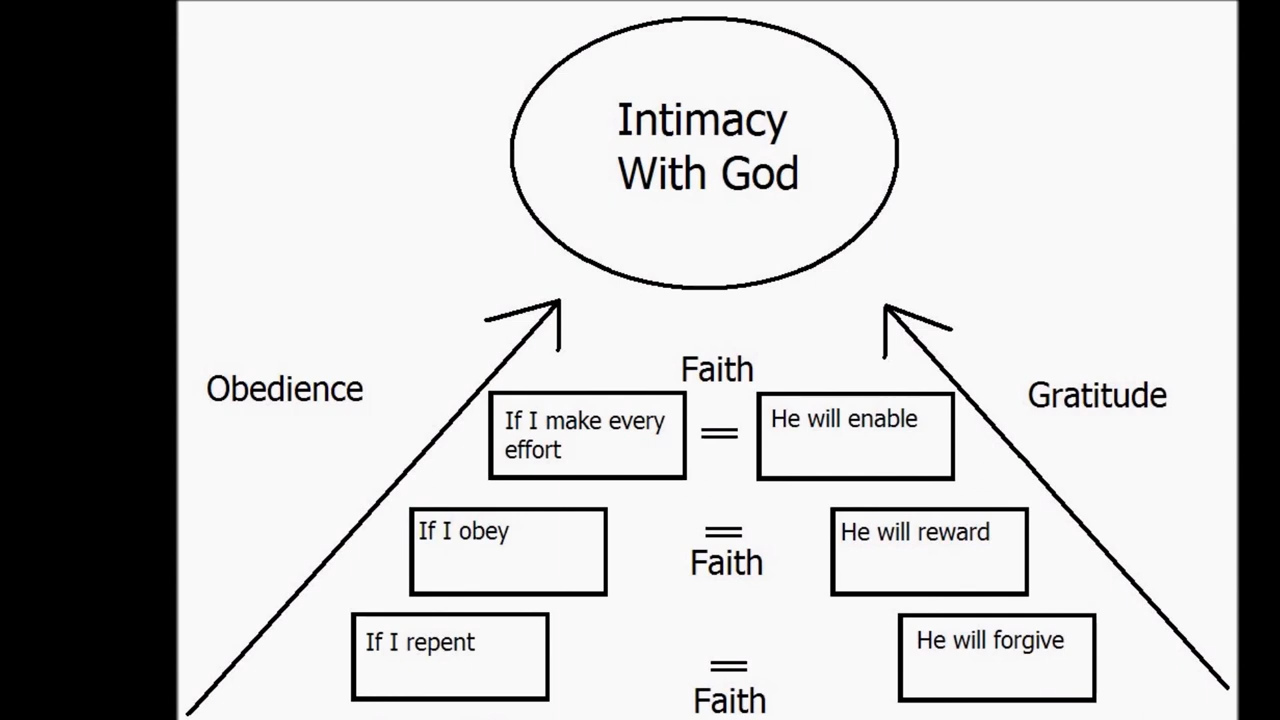 Intimacy
With God
Obedience
Gratitude
Faith
If I make every
effort
=
He will enable
If I obey
=
Faith
He will reward
If I repent
=
Faith
He will forgive